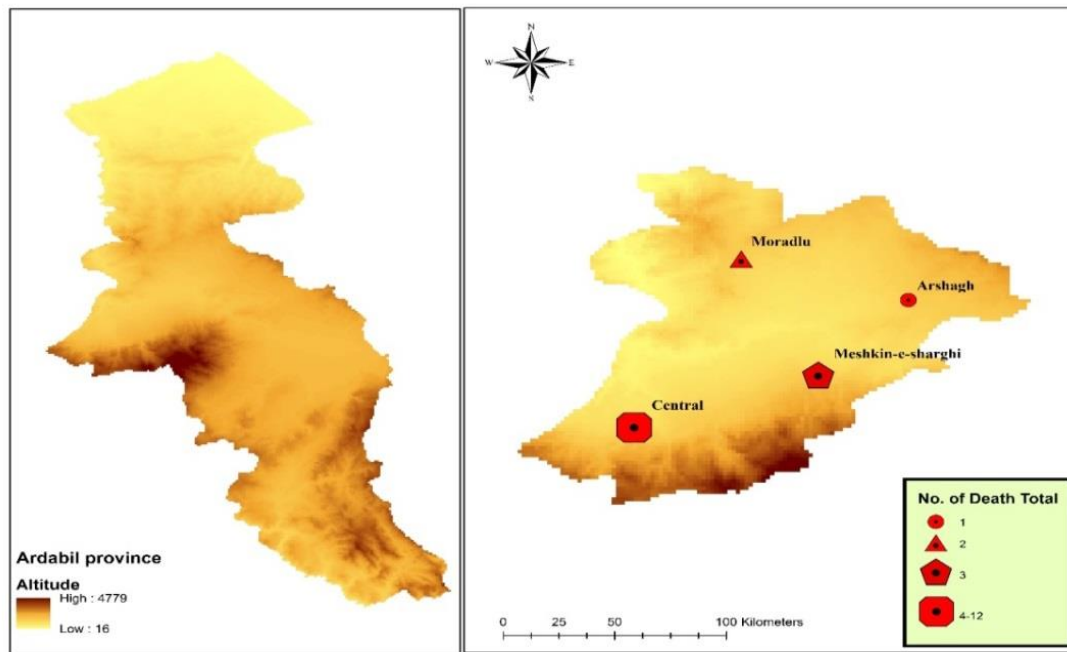 Ardabil province
Altitude
High : 4779
Low : 16
N
W E
S
Moradlu
Arshagh
Meshkin-e-sharghi
Central
0 25 50 100 Kilometers
No. of Death Total
1
2
3
4-12